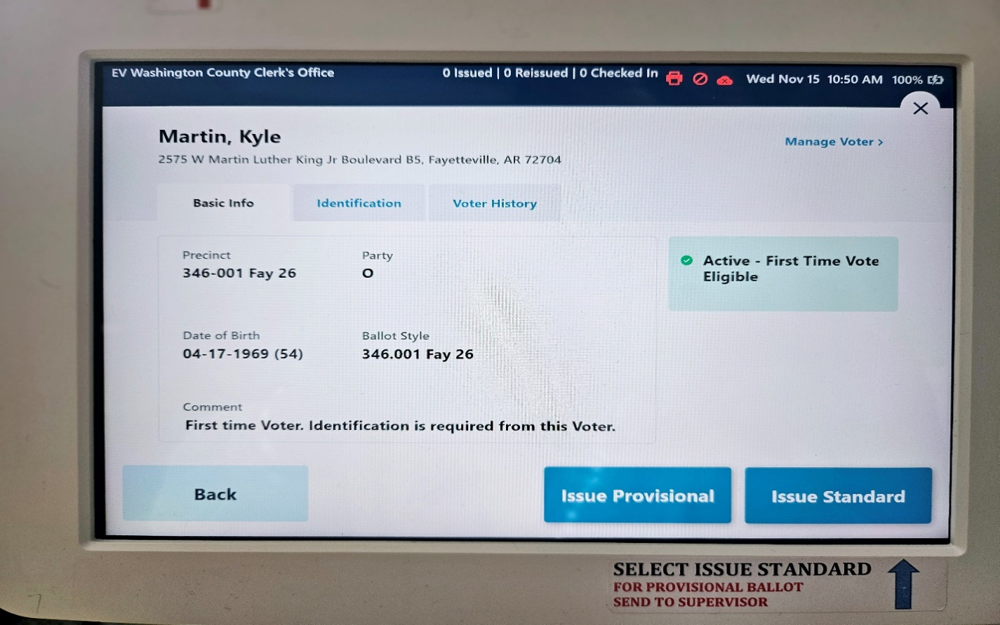 EV Washington County Clerk's Office
0 Issued | 0 Reissued | 0 Checked In
Wed Nov 15 10:50 AM 100%
Martin, Kyle
Manage Voter >
2575 W Martin Luther King Jr Boulevard B5, Fayetteville, AR 72704
Basic Info
Identification
Voter History
Precinct
346-001 Fay 26
Party
O
Active - First Time Vote
Eligible
Date of Birth
04-17-1969 (54)
Ballot Style
346.001 Fay 26
Comment
First time Voter. Identification is required from this Voter.
Back
Issue Provisional
Issue Standard
SELECT ISSUE STANDARD
FOR PROVISIONAL BALLOT
SEND TO SUPERVISOR